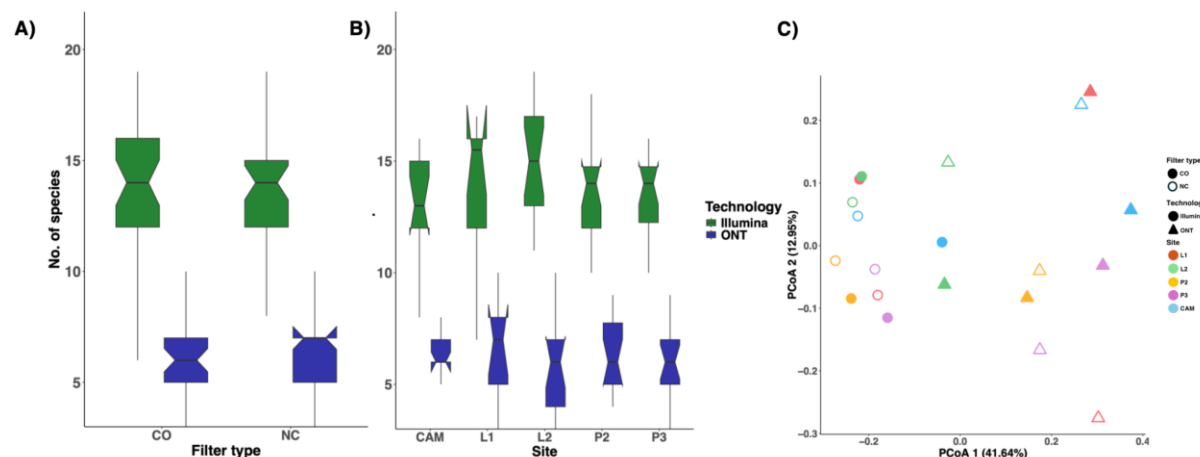 A)
No. of species
20
15
10
5
CO
NC
Filter type
B)
20
15
10
5
CAM
L1
L2
P2
P3
Site
Technology
Illumina
ONT
C)
PCoA 2 (12.95%)
0.2
0.1
0.0
−0.1
−0.2
−0.3
−0.2
0.0
0.2
0.4
PCoA 1 (41.64%)
Filter type
CO
NC
Technolog
Illumin
ONT
Site
L1
L2
P2
P3
CAM